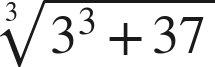 ∛(3³ + 37)